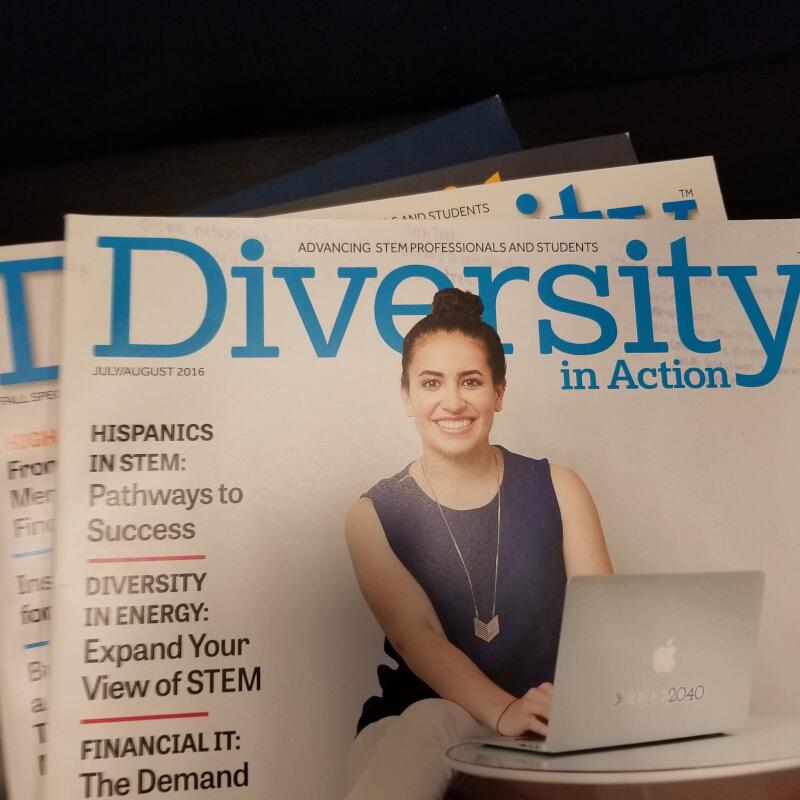 AND STUDENTS
ity
TM
ADVANCING STEM PROFESSIONALS AND STUDENTS
Diversity
in Action
JULY/AUGUST 2016
HISPANICS
IN STEM:
Pathways to
Success
DIVERSITY
IN ENERGY:
Expand Your
View of STEM
FINANCIAL IT:
The Demand
2040
D
FALL SPEC
HIGH
From
Men
Find
Ins
for